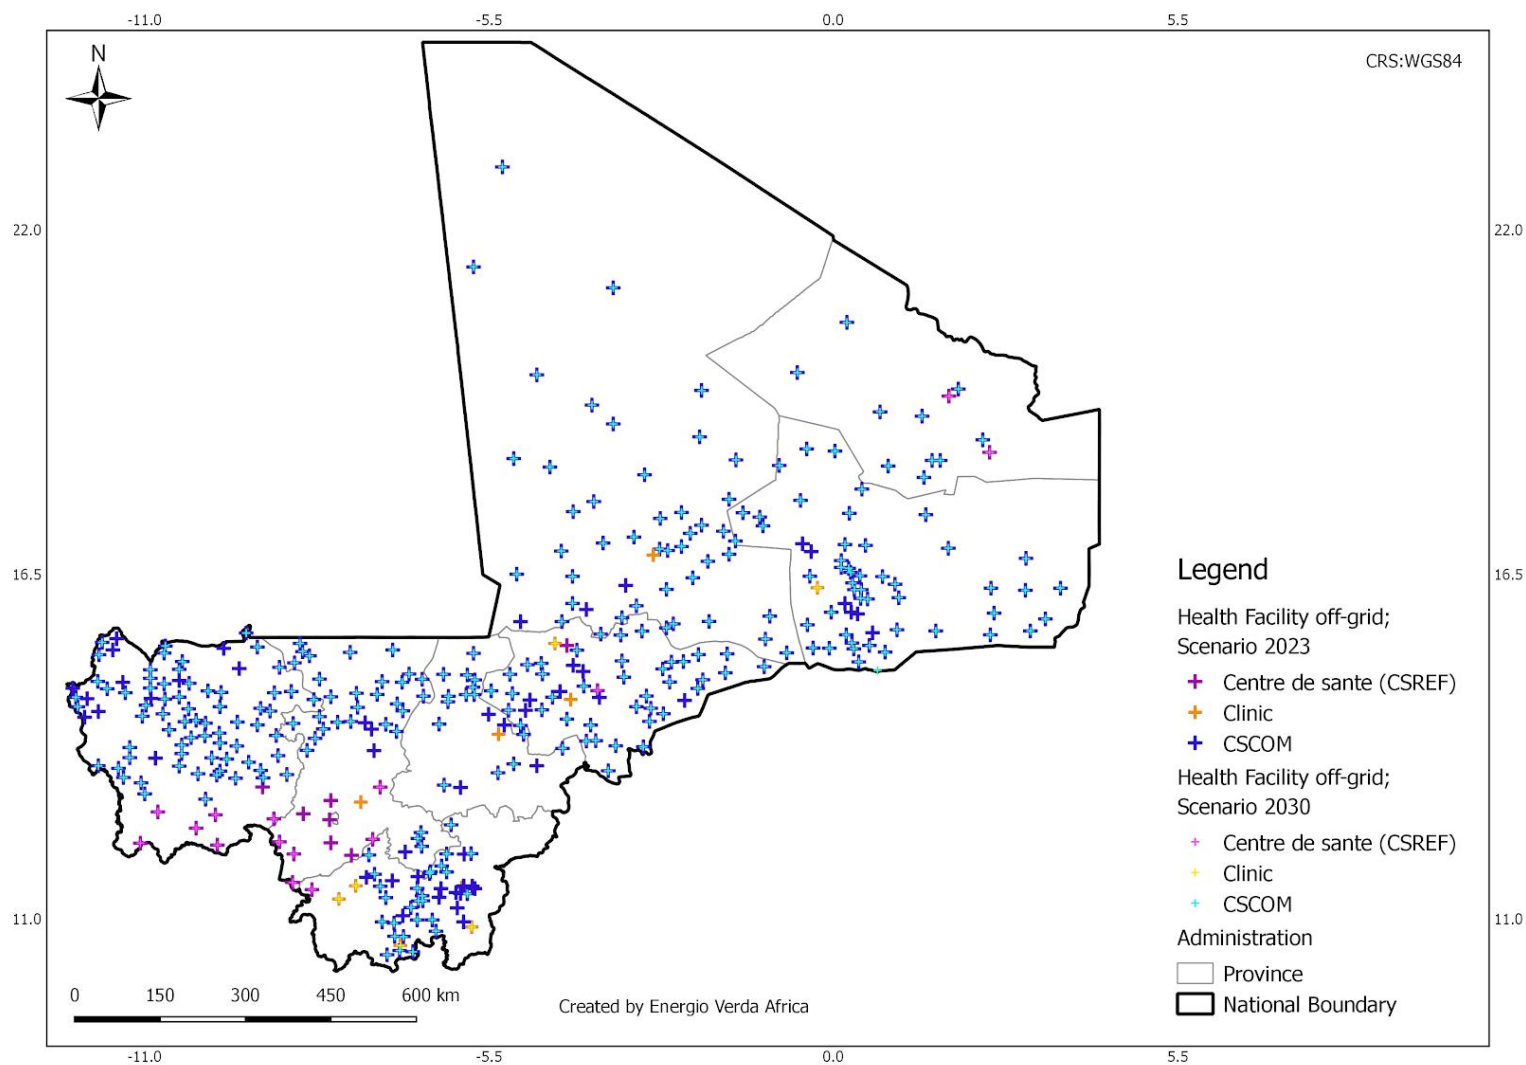 -11.0 -5.5 0.0 5.5
N
CRS:WGS84
22.0 22.0
16.5 16.5
Legend
Health Facility off-grid;
Scenario 2023
Centre de sante (CSREF)
Clinic
CSCOM
Health Facility off-grid;
Scenario 2030
Centre de sante (CSREF)
Clinic
CSCOM
11.0 11.0
Administration
Province
National Boundary
0 150 300 450 600 km
Created by Energio Verda Africa
-11.0 -5.5 0.0 5.5